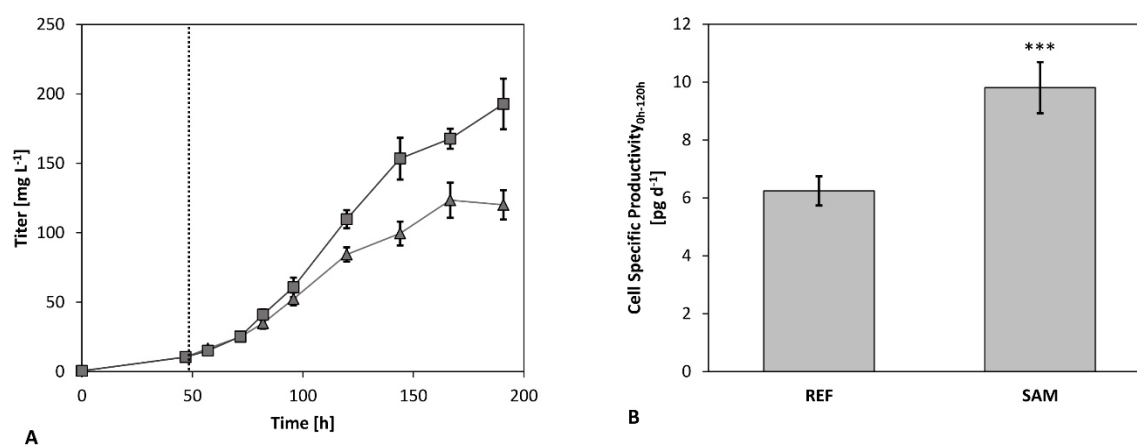 250
200
150
100
50
0
0 50 100 150 200
Titer [mg L-1]
Time [h]
A
12
10
8
6
4
2
0
***
Cell Specific Productivity0h-120h
[pg d-1]
REF SAM
B